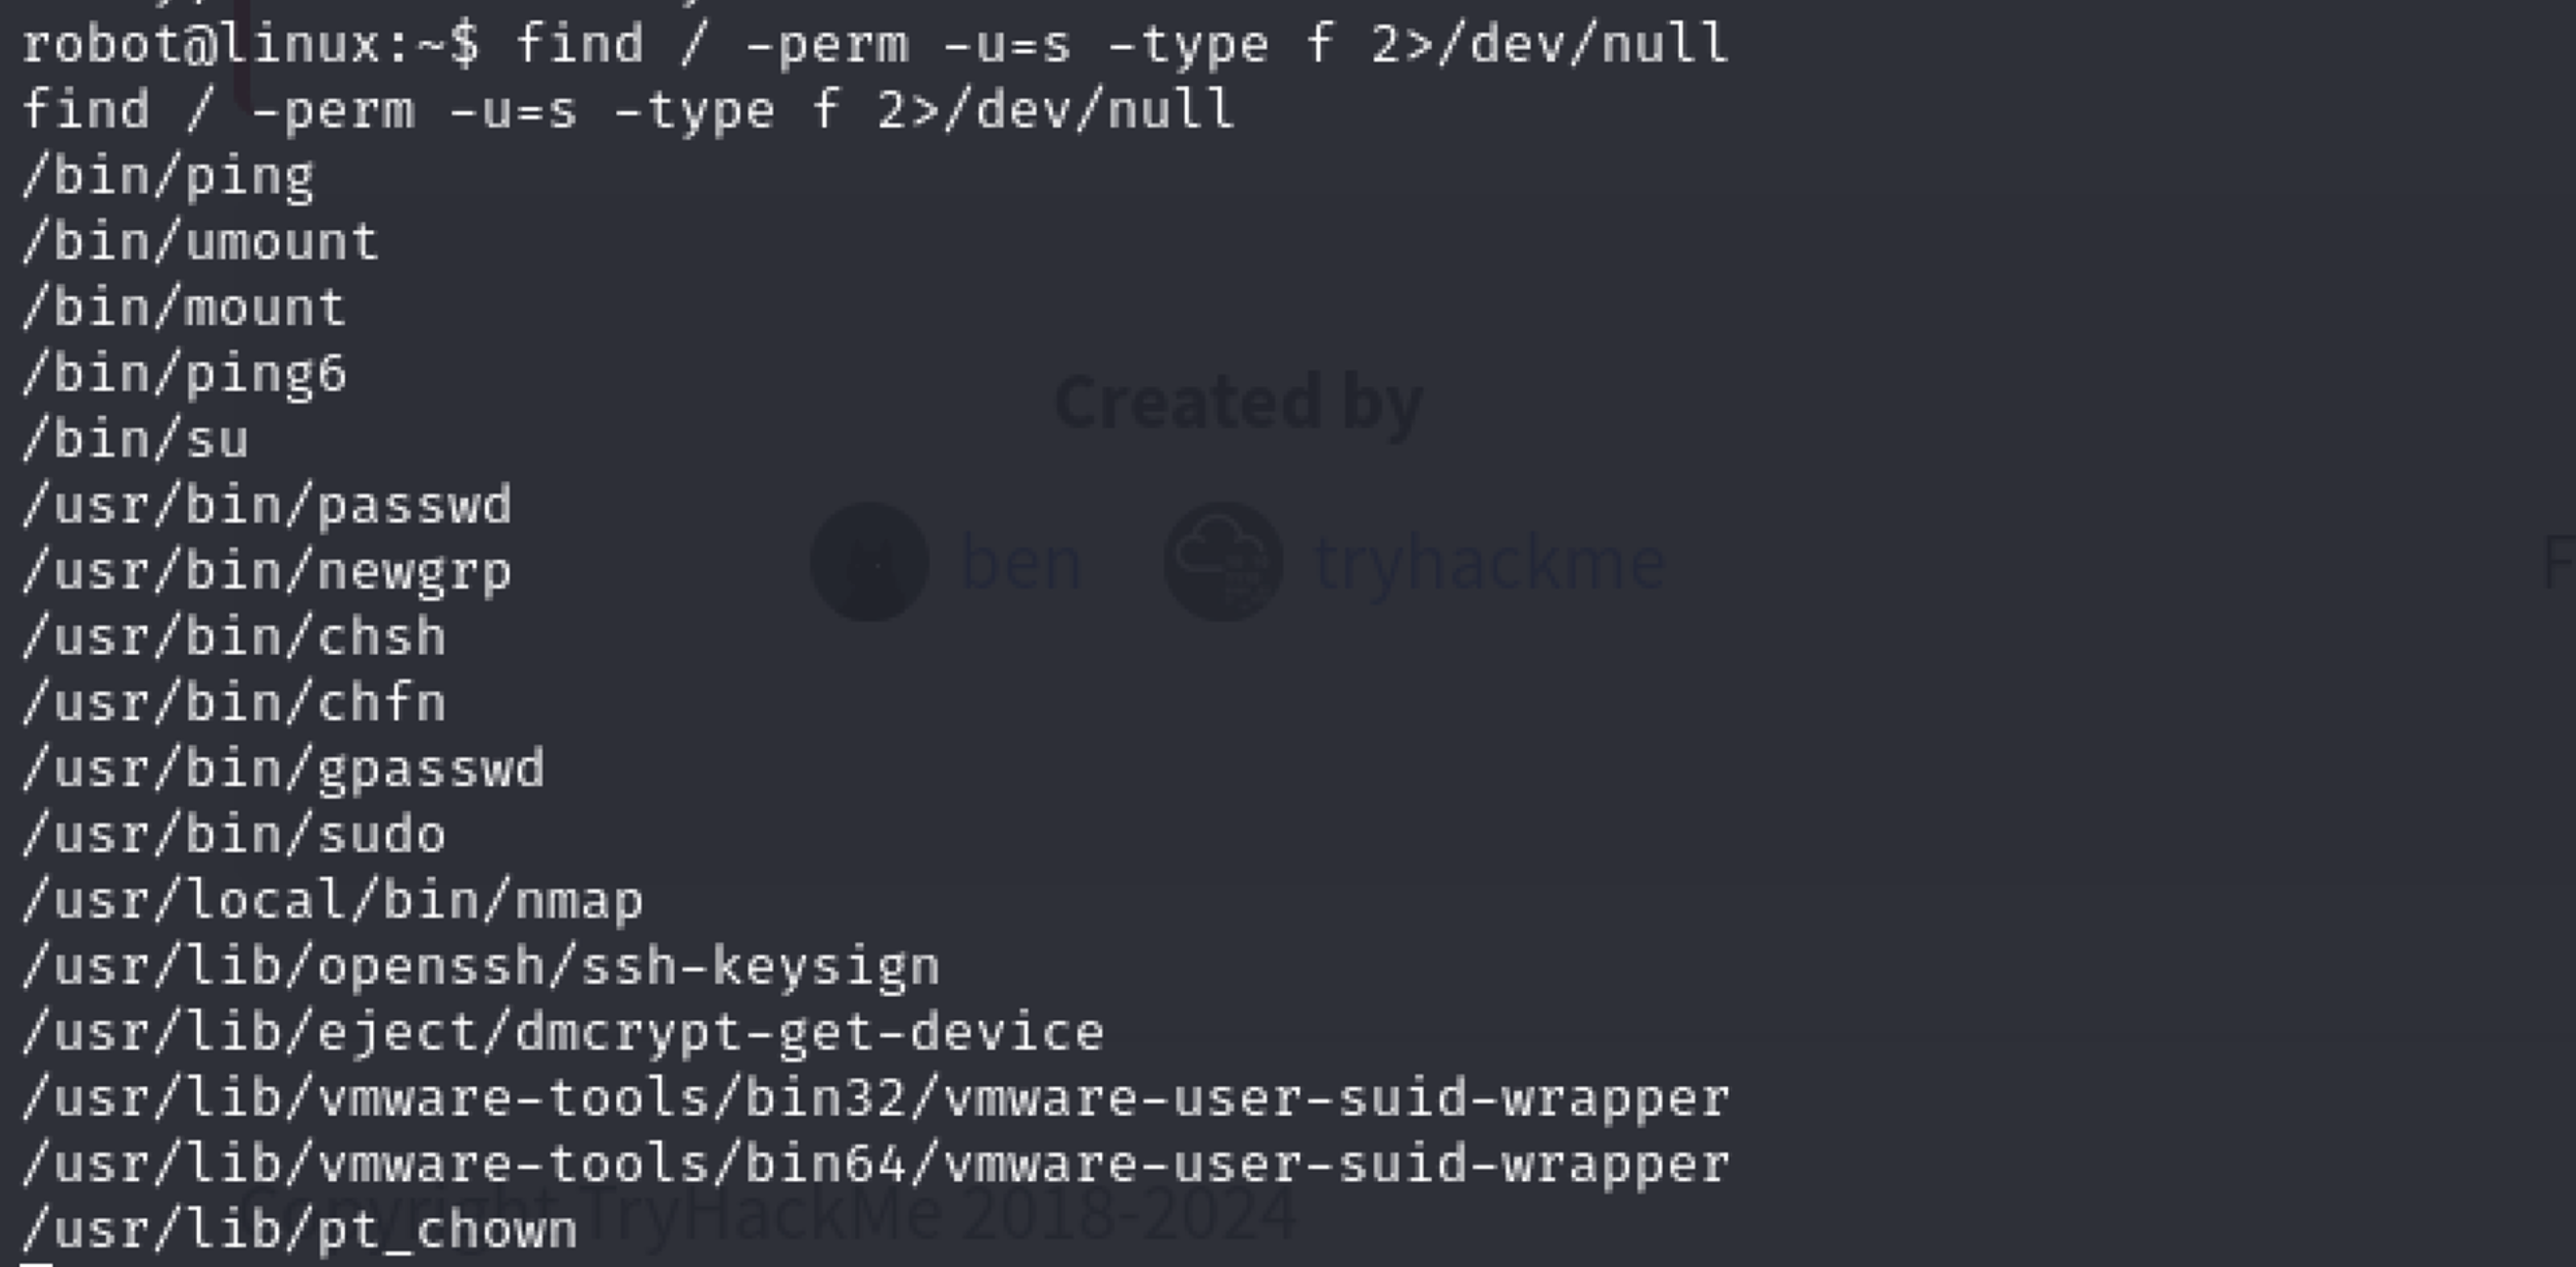 robot@linux:~$ find / -perm -u=s -type f 2>/dev/null
find / -perm -u=s -type f 2>/dev/null
/bin/ping
/bin/umount
/bin/mount
/bin/ping6
Created by
/bin/su
/usr/bin/passwd
/usr/bin/newgrp
ben tryhackme F
/usr/bin/chsh
/usr/bin/chfn
/usr/bin/gpasswd
/usr/bin/sudo
/usr/local/bin/nmap
/usr/lib/openssh/ssh-keysign
/usr/lib/eject/dmcrypt-get-device
/usr/lib/vmware-tools/bin32/vmware-user-suid-wrapper
/usr/lib/vmware-tools/bin64/vmware-user-suid-wrapper
Copyright TryHackMe 2018-2024
/usr/lib/pt_chown